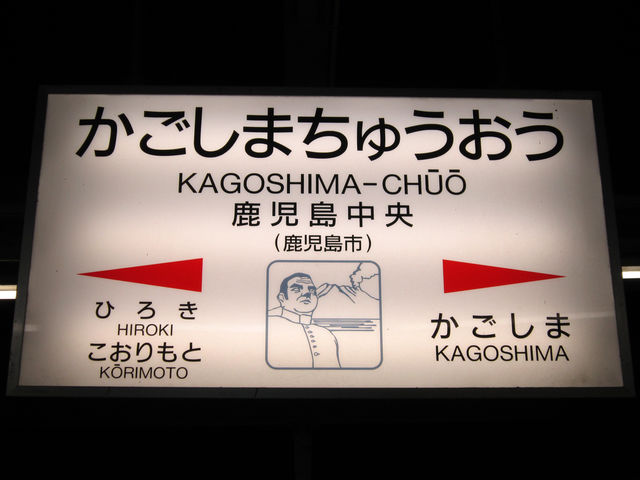 かごしまちゅうおう
KAGOSHIMA-CHŪŌ
鹿児島中央
(鹿児島市)
ひろき
HIROKI
こおりもと
KŌRIMOTO
かごしま
KAGOSHIMA